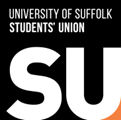 UNIVERSITY OF SUFFOLK
STUDENTS' UNION
SU